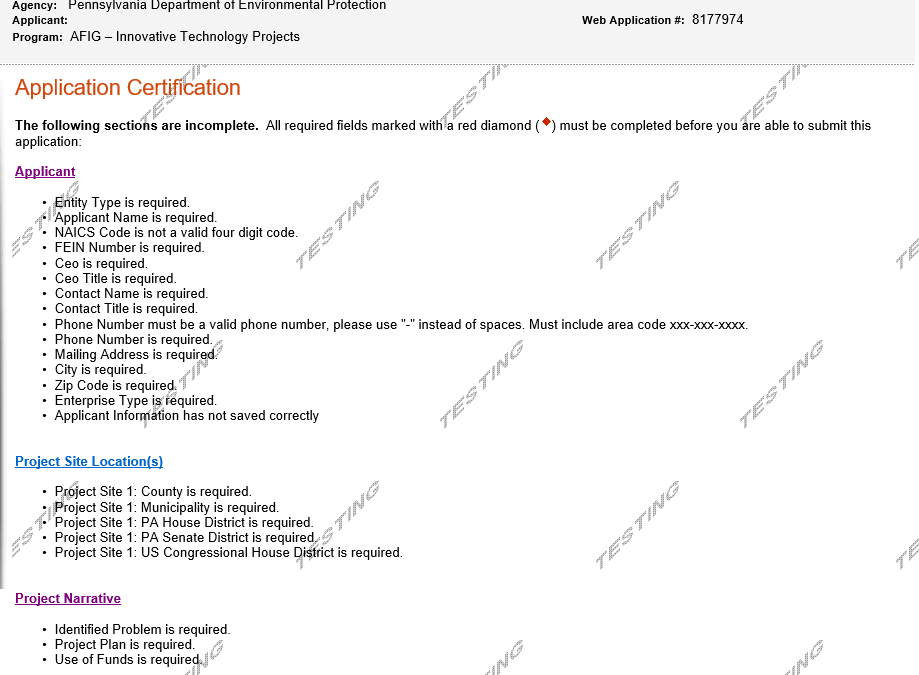 Agency: Pennsylvania Department of Environmental Protection
Applicant:
Web Application #: 8177974
Program: AFIG – Innovative Technology Projects
Application Certification
The following sections are incomplete. All required fields marked with a red diamond (♦) must be completed before you are able to submit this
application:
Applicant
• Entity Type is required.
• Applicant Name is required.
• NAICS Code is not a valid four digit code.
• FEIN Number is required.
• Ceo is required.
• Ceo Title is required.
• Contact Name is required.
• Contact Title is required.
• Phone Number must be a valid phone number, please use "-" instead of spaces. Must include area code xxx-xxx-xxxx.
• Phone Number is required.
• Mailing Address is required.
• City is required.
• Zip Code is required.
• Enterprise Type is required.
• Applicant Information has not saved correctly
Project Site Location(s)
• Project Site 1: County is required.
• Project Site 1: Municipality is required.
• Project Site 1: PA House District is required.
• Project Site 1: PA Senate District is required.
• Project Site 1: US Congressional House District is required.
Project Narrative
• Identified Problem is required.
• Project Plan is required.
• Use of Funds is required.
TESTING
TESTING
TESTING
TESTING
TESTING
TESTING
TESTING
TESTING
TESTING
TESTING